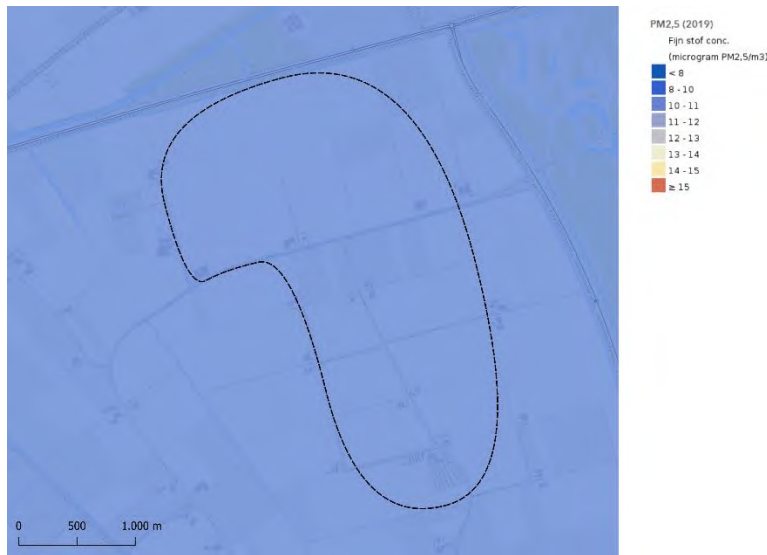 PM2,5 (2019)
Fijn stof conc.
(microgram PM2,5/m3)
< 8
8 - 10
10 - 11
11 - 12
12 - 13
13 - 14
14 - 15
≥ 15
0 500 1.000 m